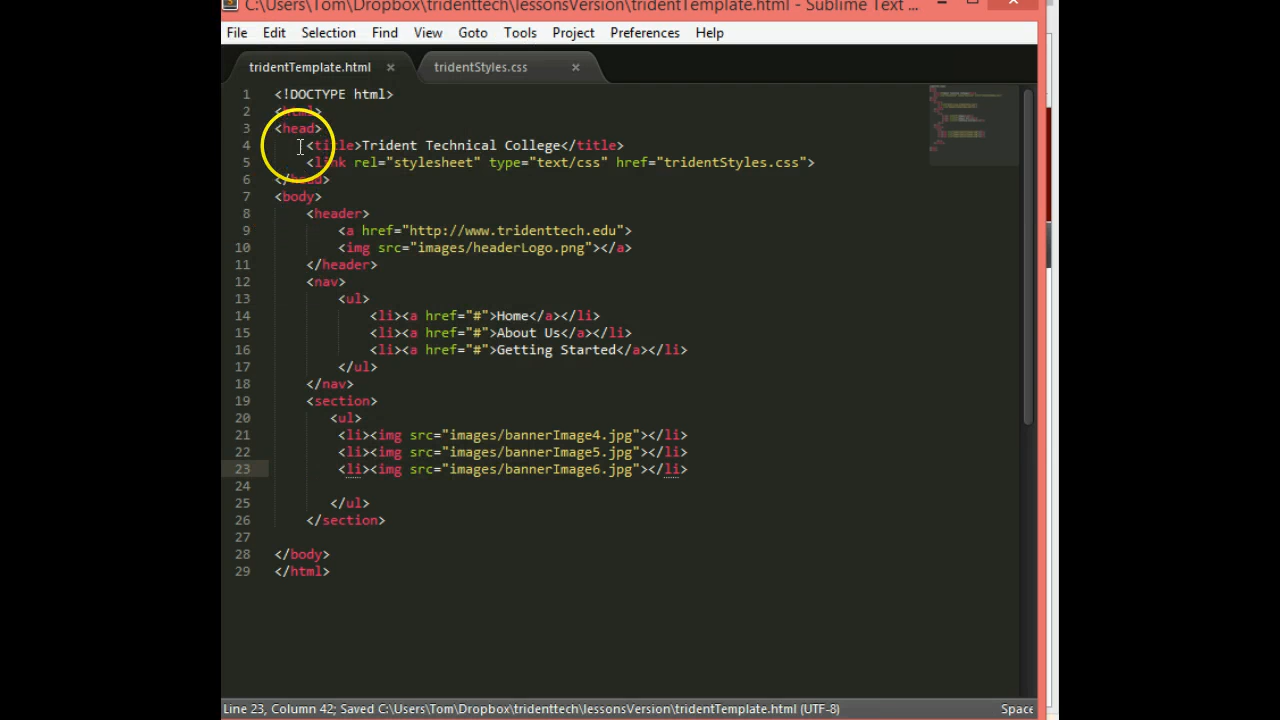 C:\Users\Tom\Dropbox\tridenttech\lessonsVersion\tridentTemplate.html - Sublime Text ...
File Edit Selection Find View Goto Tools Project Preferences Help
tridentTemplate.html × tridentStyles.css ×
1 <!DOCTYPE html>
2 <html>
3 <head>
4 <title>Trident Technical College</title>
5 <link rel="stylesheet" type="text/css" href="tridentStyles.css">
6 </head>
7 <body>
8 <header>
9 <a href="http://www.tridenttech.edu">
10 <img src="images/headerLogo.png"></a>
11 </header>
12 <nav>
13 <ul>
14 <li><a href="#">Home</a></li>
15 <li><a href="#">About Us</a></li>
16 <li><a href="#">Getting Started</a></li>
17 </ul>
18 </nav>
19 <section>
20 <ul>
21 <li><img src="images/bannerImage4.jpg"></li>
22 <li><img src="images/bannerImage5.jpg"></li>
23 <li><img src="images/bannerImage6.jpg"></li>
24
25 </ul>
26 </section>
27
28 </body>
29 </html>
Line 23, Column 42; Saved C:\Users\Tom\Dropbox\tridenttech\lessonsVersion\tridentTemplate.html (UTF-8) Space